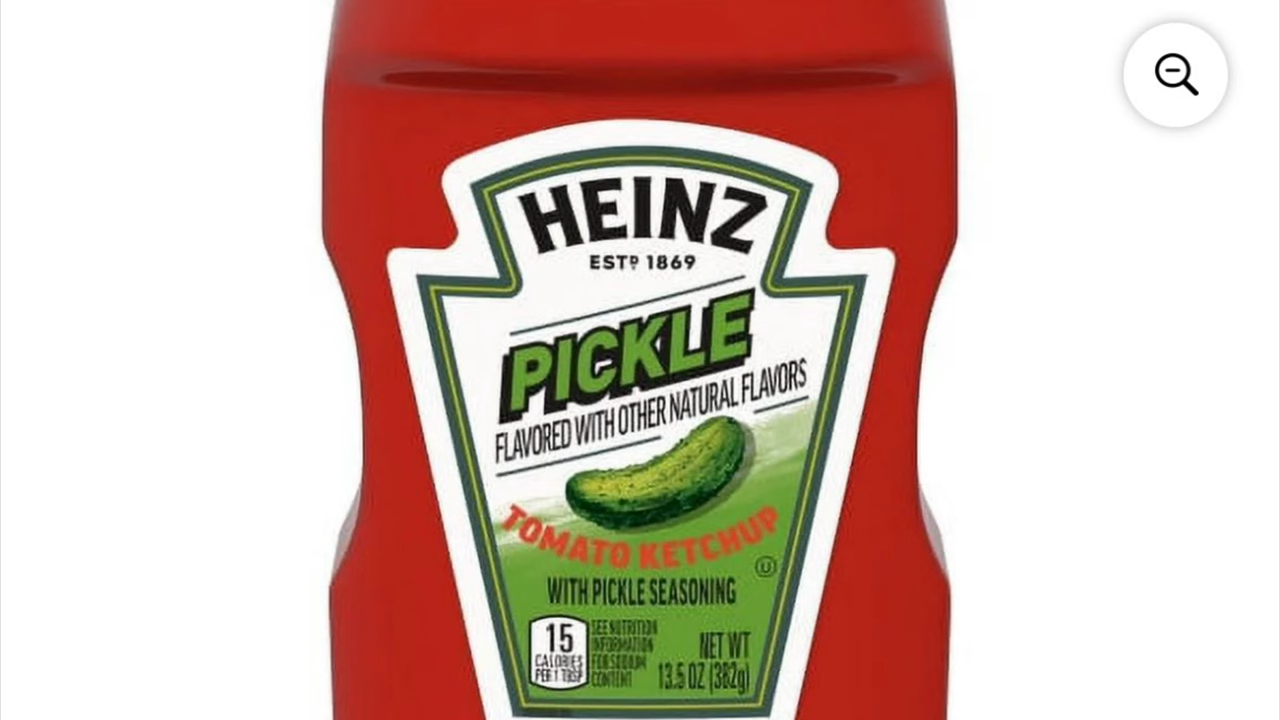 HEINZ
ESTD 1869
PICKLE
FLAVORED WITH OTHER NATURAL FLAVORS
TOMATO KETCHUP
U
WITH PICKLE SEASONING
15
CALORIES
PER 1 TBSP
SEE NUTRITION
INFORMATION
FOR SODIUM
CONTENT
NET WT
13.5 OZ (382g)